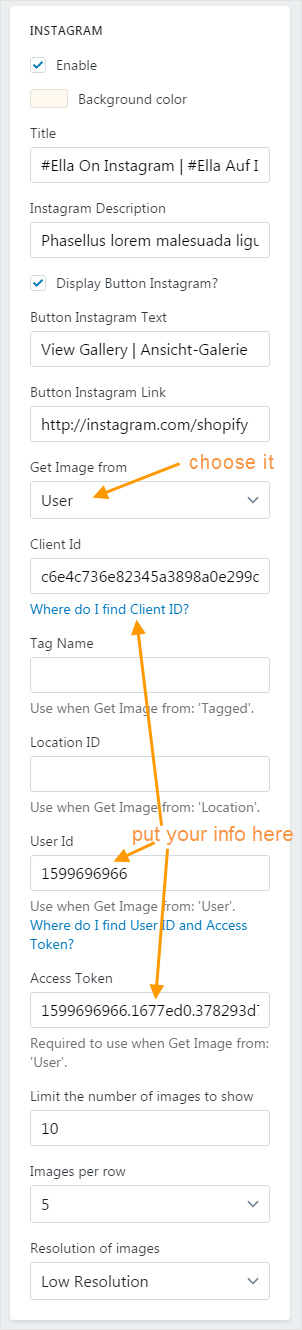 INSTAGRAM
Enable
Background color
Title
#Ella On Instagram | #Ella Auf I
Instagram Description
Phasellus lorem malesuada ligu
Display Button Instagram?
Button Instagram Text
View Gallery | Ansicht-Galerie
Button Instagram Link
http://instagram.com/shopify
Get Image from
choose it
User
Client Id
c6e4c736e82345a3898a0e299c
Where do I find Client ID?
Tag Name
Use when Get Image from: 'Tagged'.
Location ID
Use when Get Image from: 'Location'.
put your info here
User Id
1599696966
Use when Get Image from: 'User'.
Where do I find User ID and Access
Token?
Access Token
1599696966.1677ed0.378293d7
Required to use when Get Image from:
'User'.
Limit the number of images to show
10
Images per row
5
Resolution of images
Low Resolution